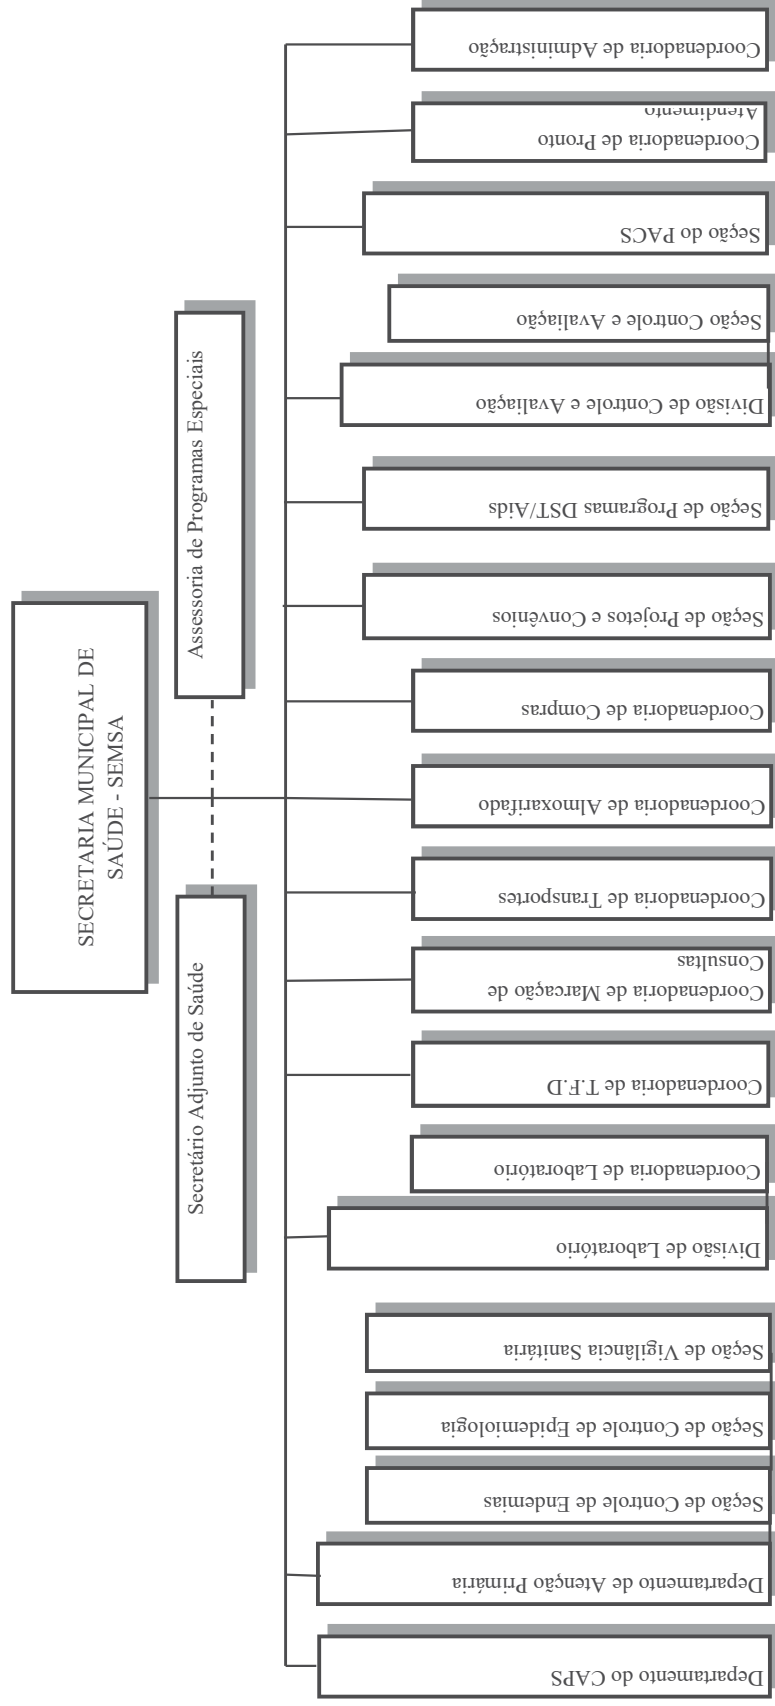 SECRETARIA MUNICIPAL DE
SAÚDE - SEMSA
Secretário Adjunto de Saúde
Assessoria de Programas Especiais
Departamento do CAPS
Departamento de Atenção Primária
Seção de Controle de Endemias
Seção de Controle de Epidemiologia
Seção de Vigilância Sanitária
Divisão de Laboratório
Coordenadoria de Laboratório
Coordenadoria de T.F.D
Coordenadoria de Marcação de
Consultas
Coordenadoria de Transportes
Coordenadoria de Almoxarifado
Coordenadoria de Compras
Seção de Projetos e Convênios
Seção de Programas DST/Aids
Divisão de Controle e Avaliação
Seção Controle e Avaliação
Seção do PACS
Coordenadoria de Pronto
Atendimento
Coordenadoria de Administração